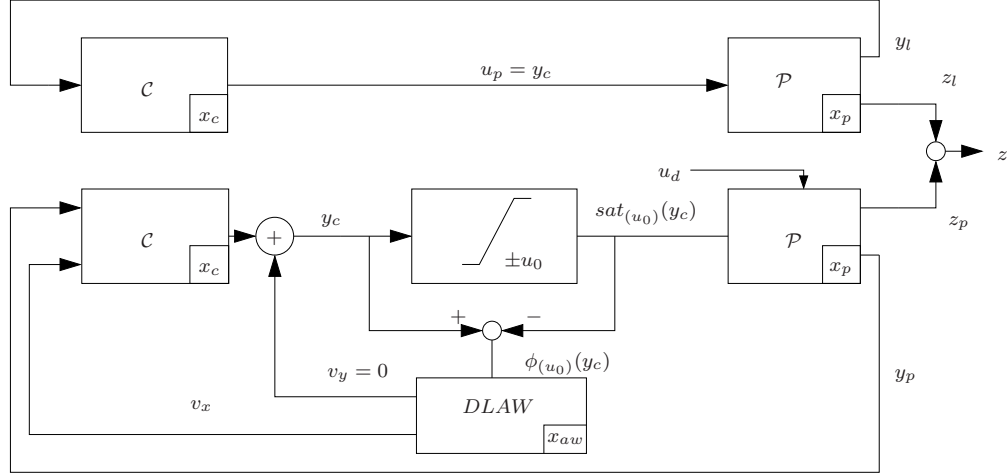 y_l
𝒞
u_p = y_c
𝒫
x_c
x_p
z_l
z
u_d
y_c
sat_(u_0)(y_c)
z_p
𝒞
+
𝒫
x_c
±u_0
x_p
+
−
ϕ_(u_0)(y_c)
v_y = 0
y_p
v_x
DLAW
x_aw